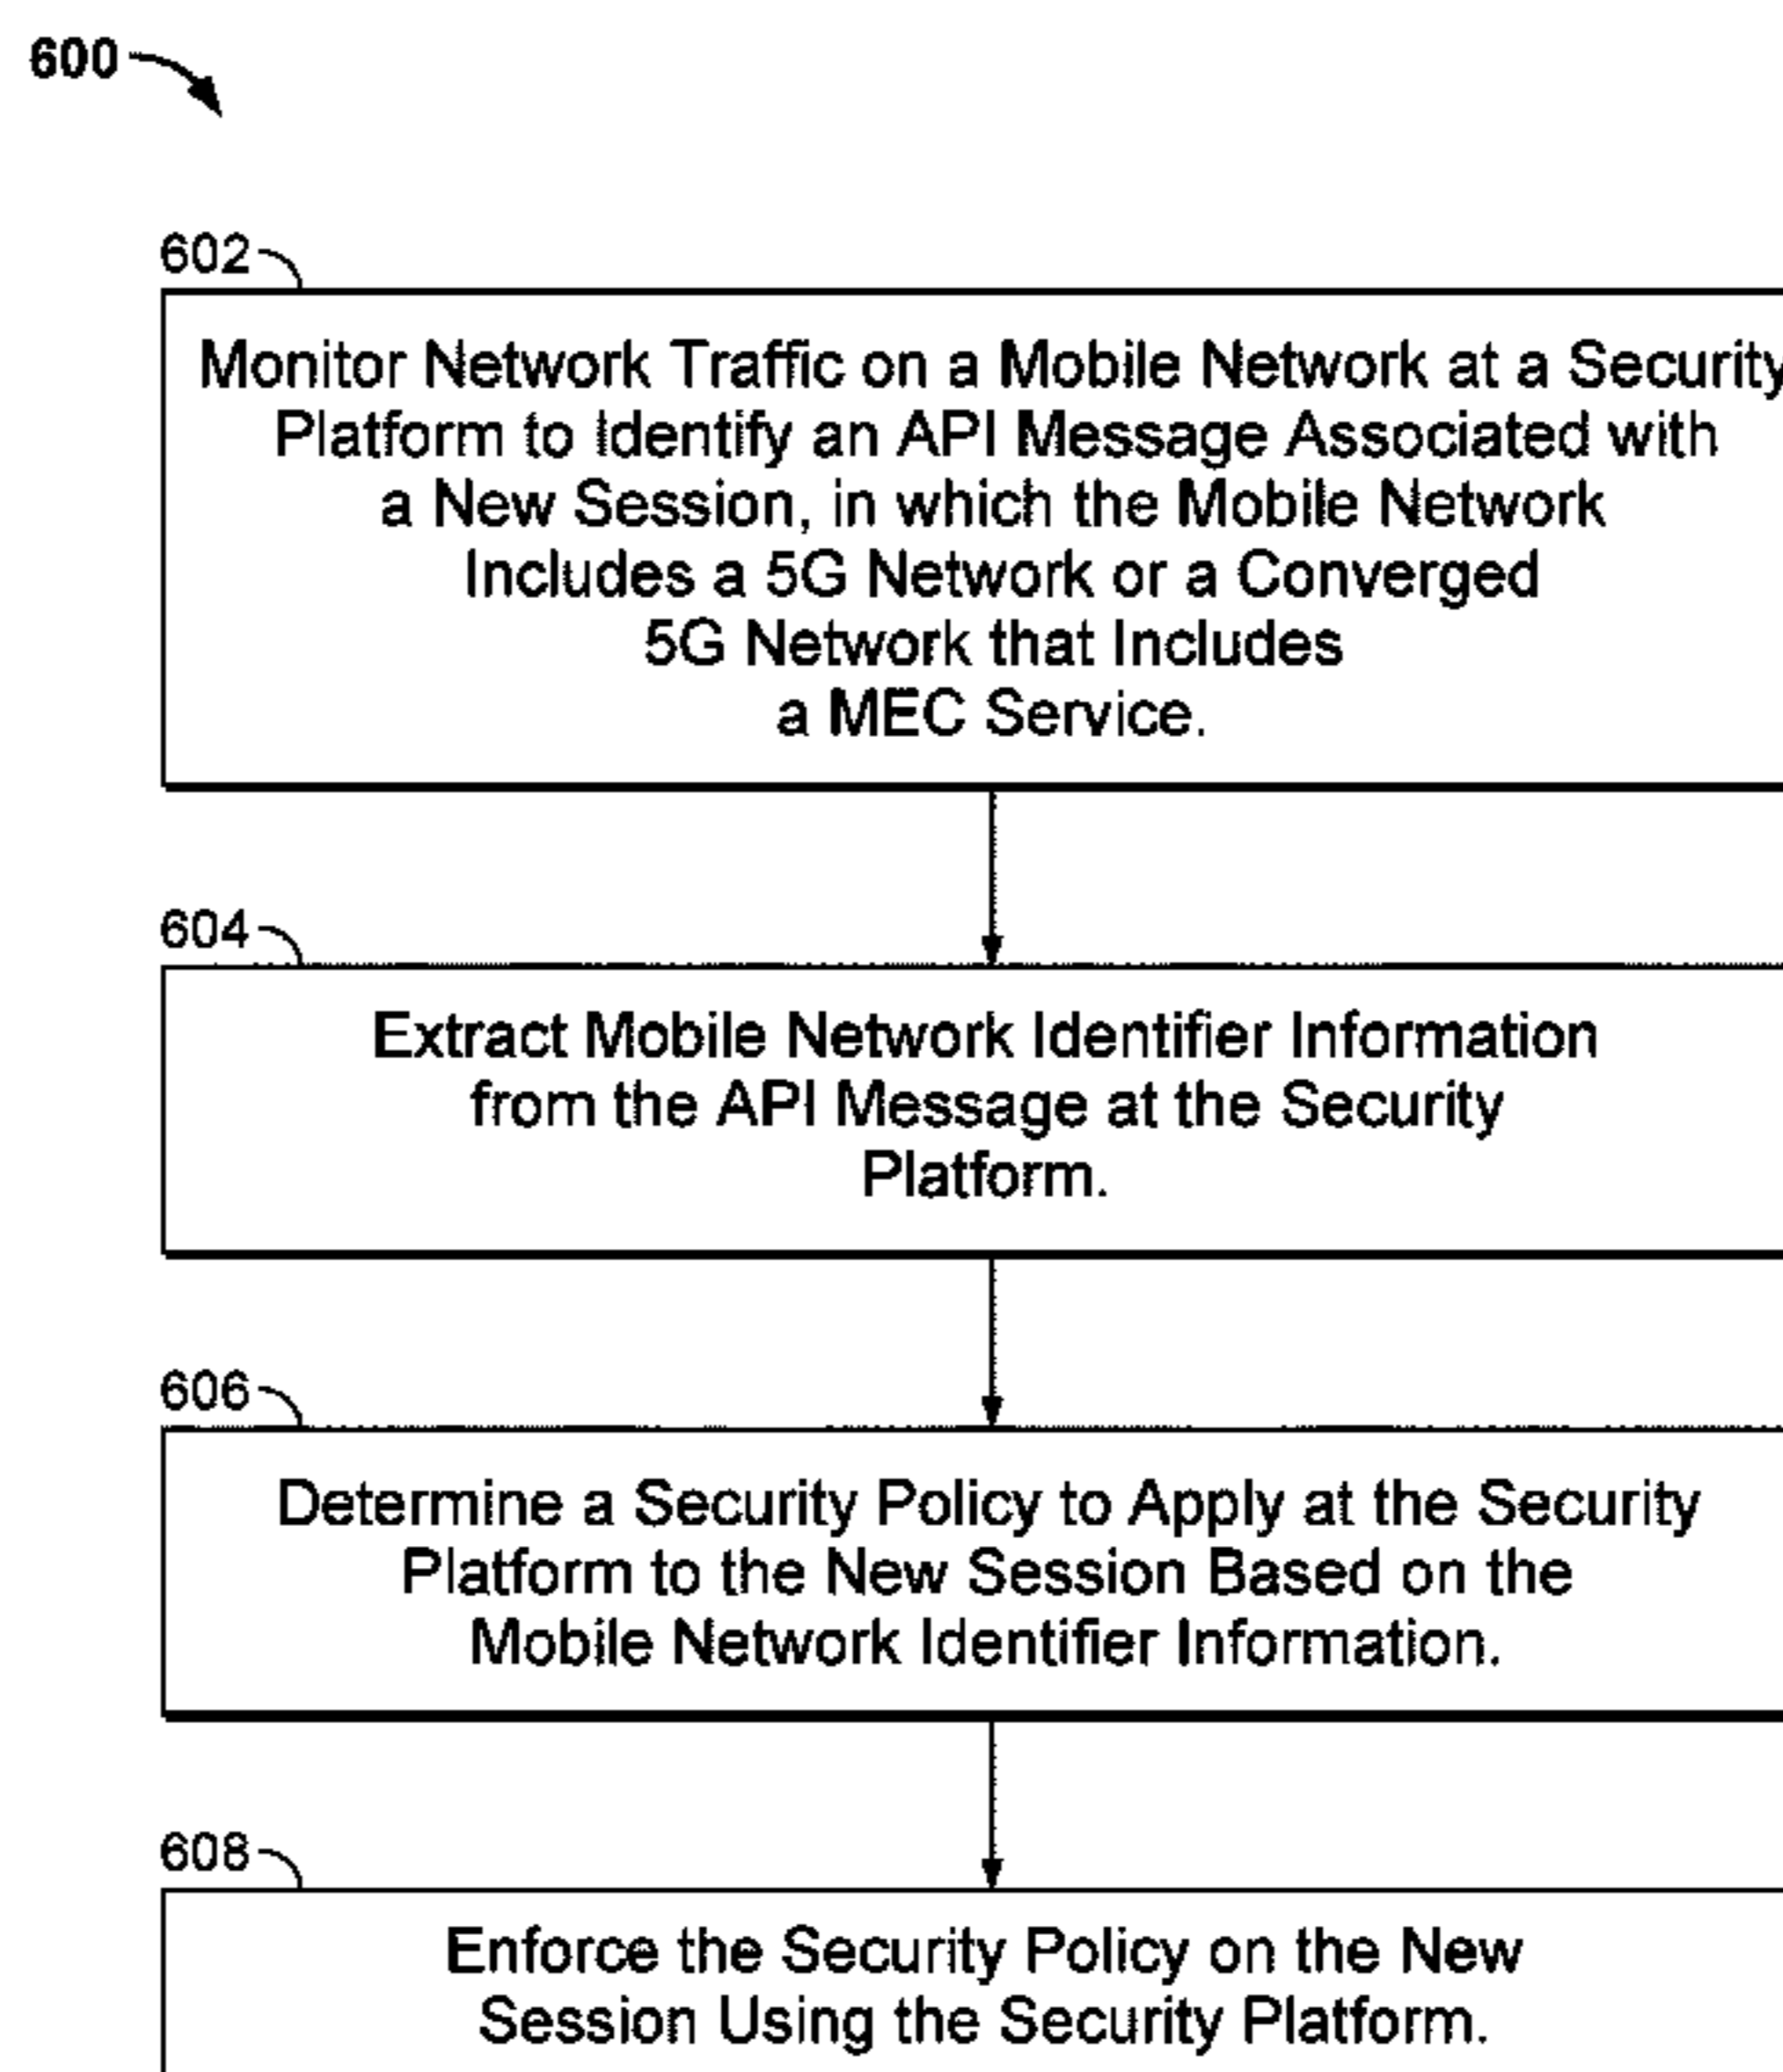 600
602
Monitor Network Traffic on a Mobile Network at a Security
Platform to Identify an API Message Associated with
a New Session, in which the Mobile Network
Includes a 5G Network or a Converged
5G Network that Includes
a MEC Service.
604
Extract Mobile Network Identifier Information
from the API Message at the Security
Platform.
606
Determine a Security Policy to Apply at the Security
Platform to the New Session Based on the
Mobile Network Identifier Information.
608
Enforce the Security Policy on the New
Session Using the Security Platform.